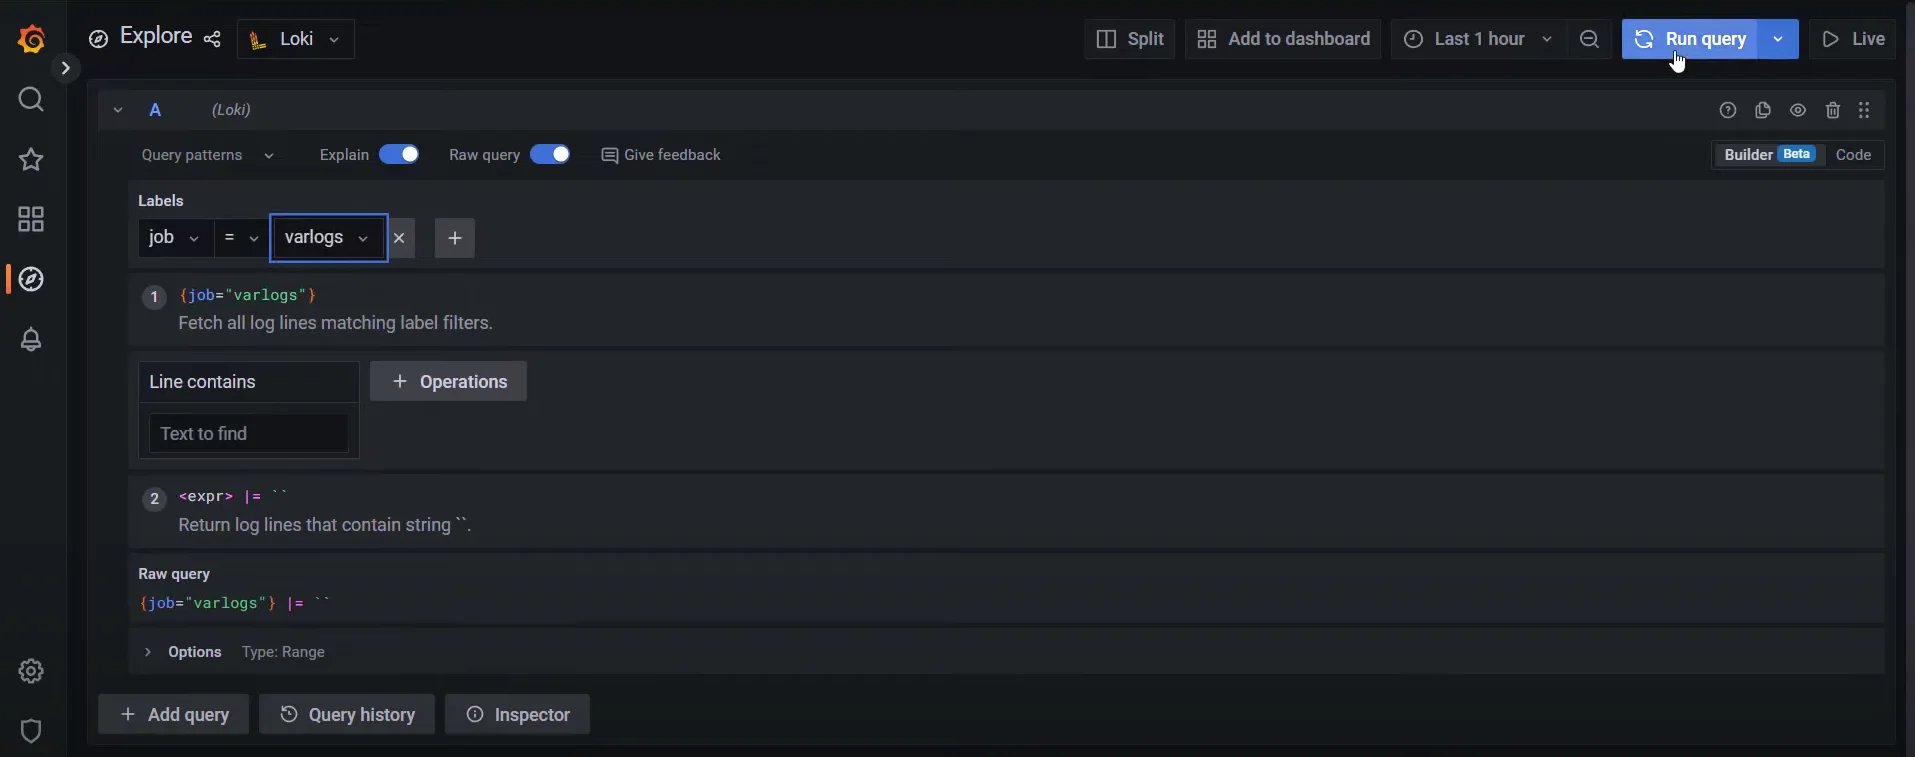 Explore Loki Split Add to dashboard Last 1 hour Run query Live
A (Loki)
Query patterns Explain Raw query Give feedback Builder Beta Code
Labels
job = varlogs
1 {job="varlogs"}
Fetch all log lines matching label filters.
Line contains + Operations
Text to find
2 <expr> |= ``
Return log lines that contain string ``.
Raw query
{job="varlogs"} |= ``
Options Type: Range
+ Add query Query history Inspector